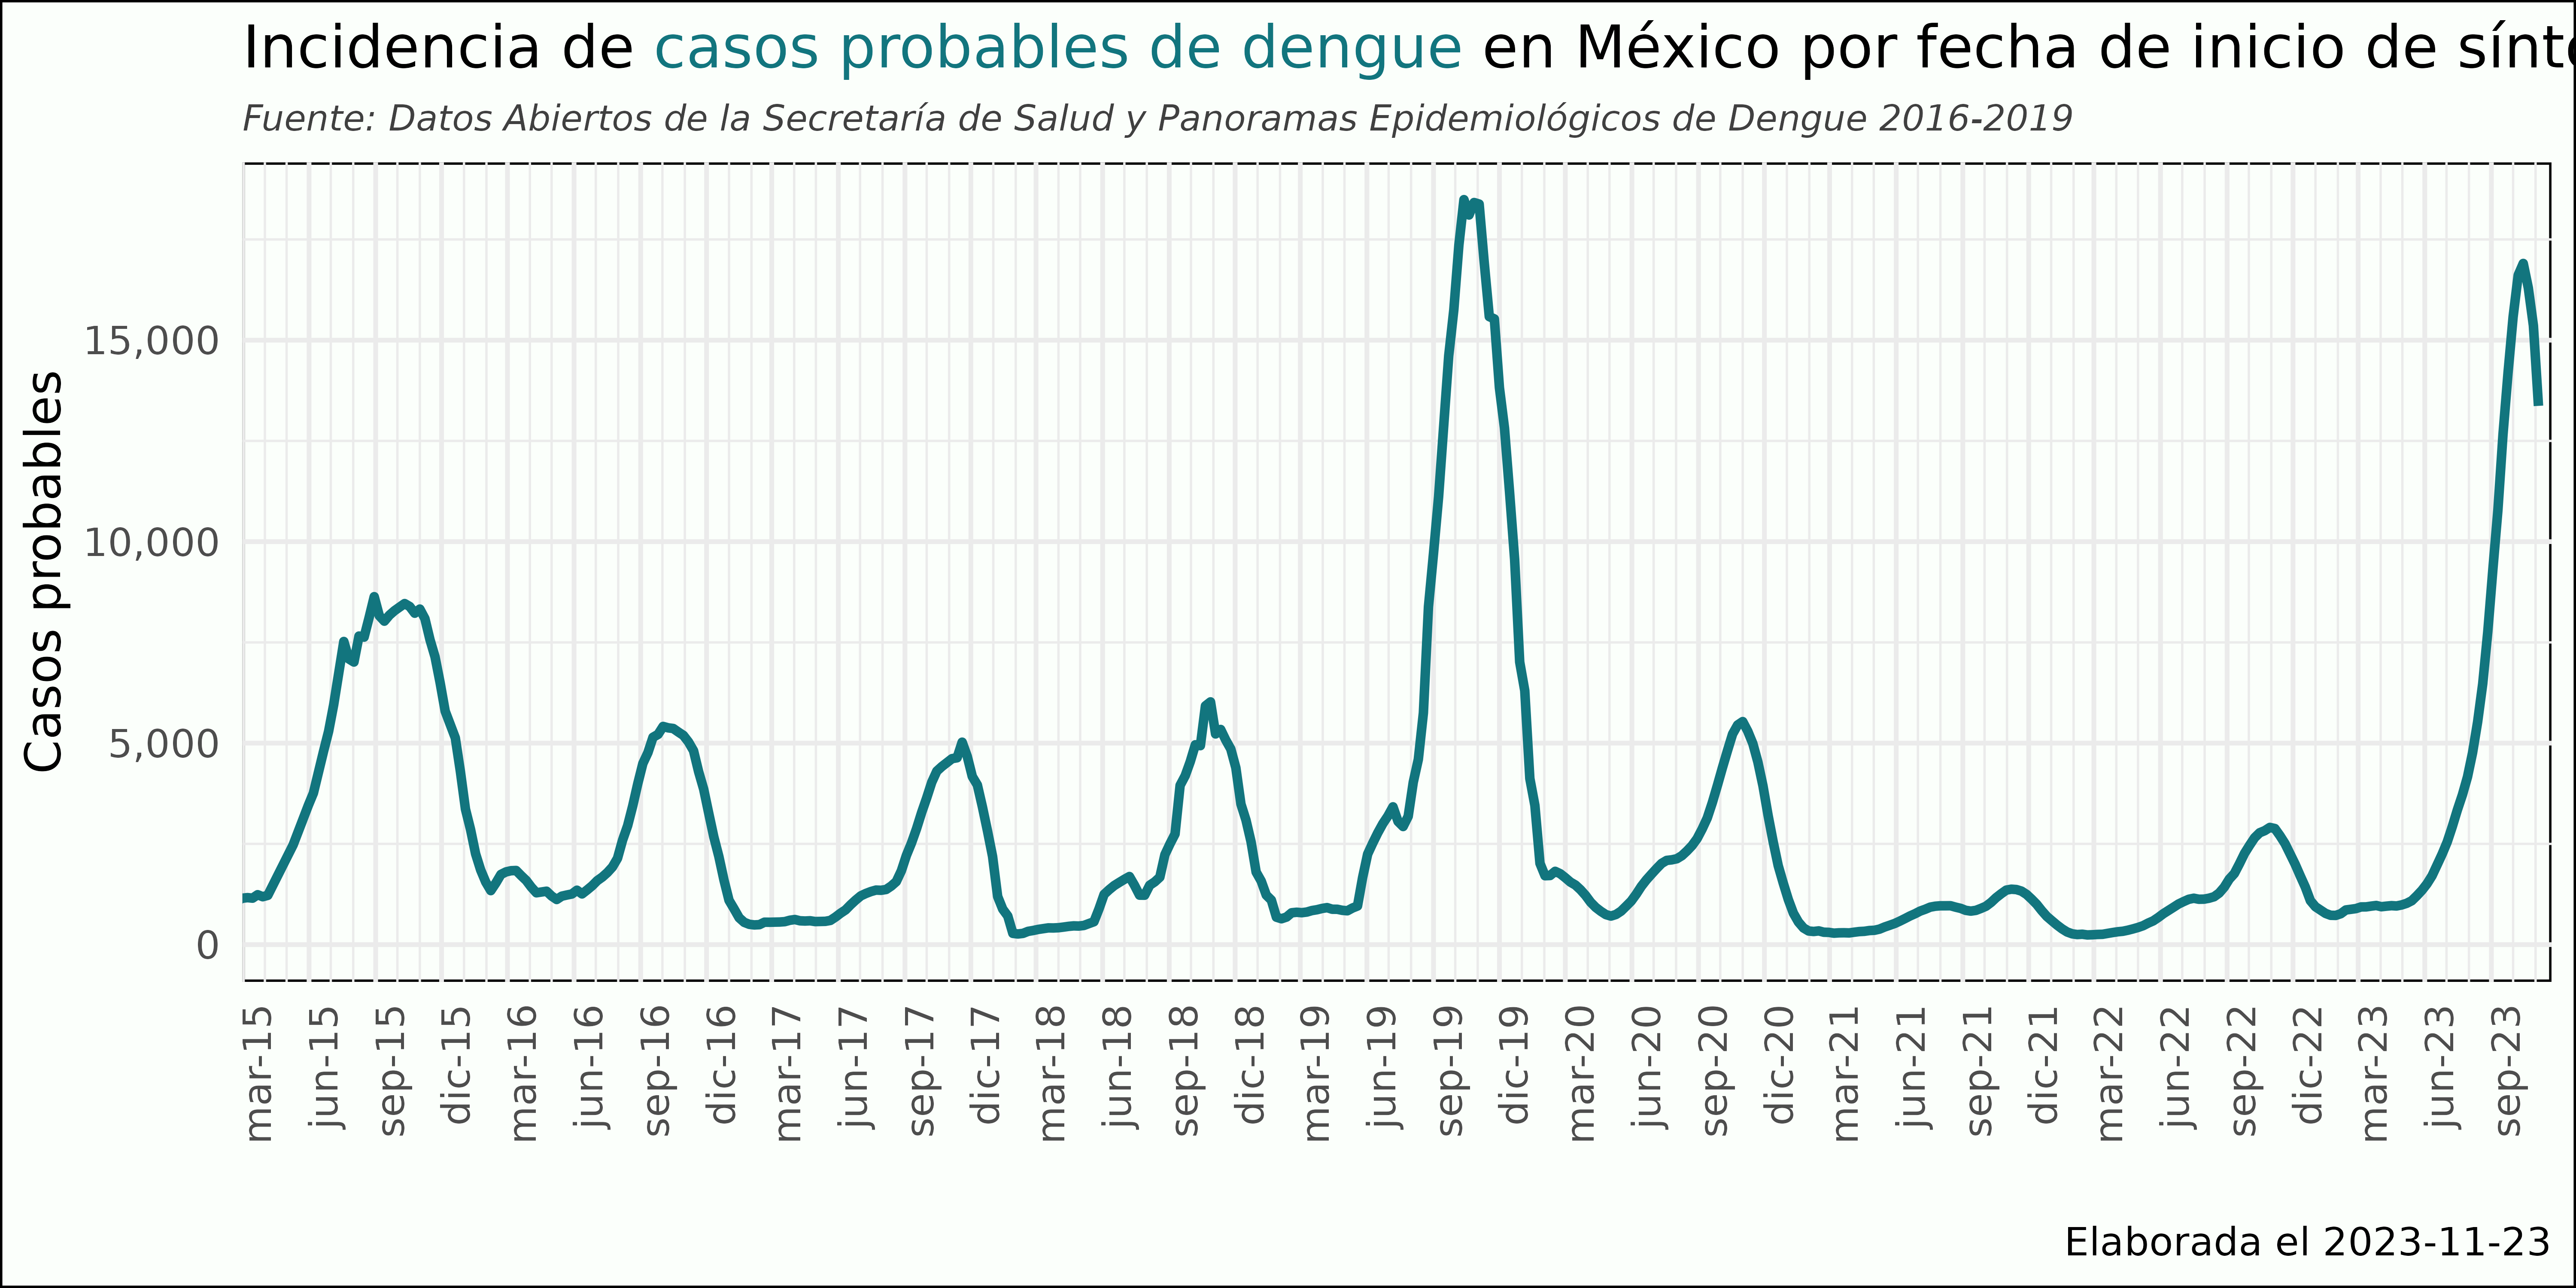 Incidencia de casos probables de dengue en México por fecha de inicio de
Fuente: Datos Abiertos de la Secretaría de Salud y Panoramas Epidemiológicos de Dengue 2016-2019
Casos probables
15,000
10,000
5,000
0
mar-15
jun-15
sep-15
dic-15
mar-16
jun-16
sep-16
dic-16
mar-17
jun-17
sep-17
dic-17
mar-18
jun-18
sep-18
dic-18
mar-19
jun-19
sep-19
dic-19
mar-20
jun-20
sep-20
dic-20
mar-21
jun-21
sep-21
dic-21
mar-22
jun-22
sep-22
dic-22
mar-23
jun-23
sep-23
Elaborada el 2023-11-23